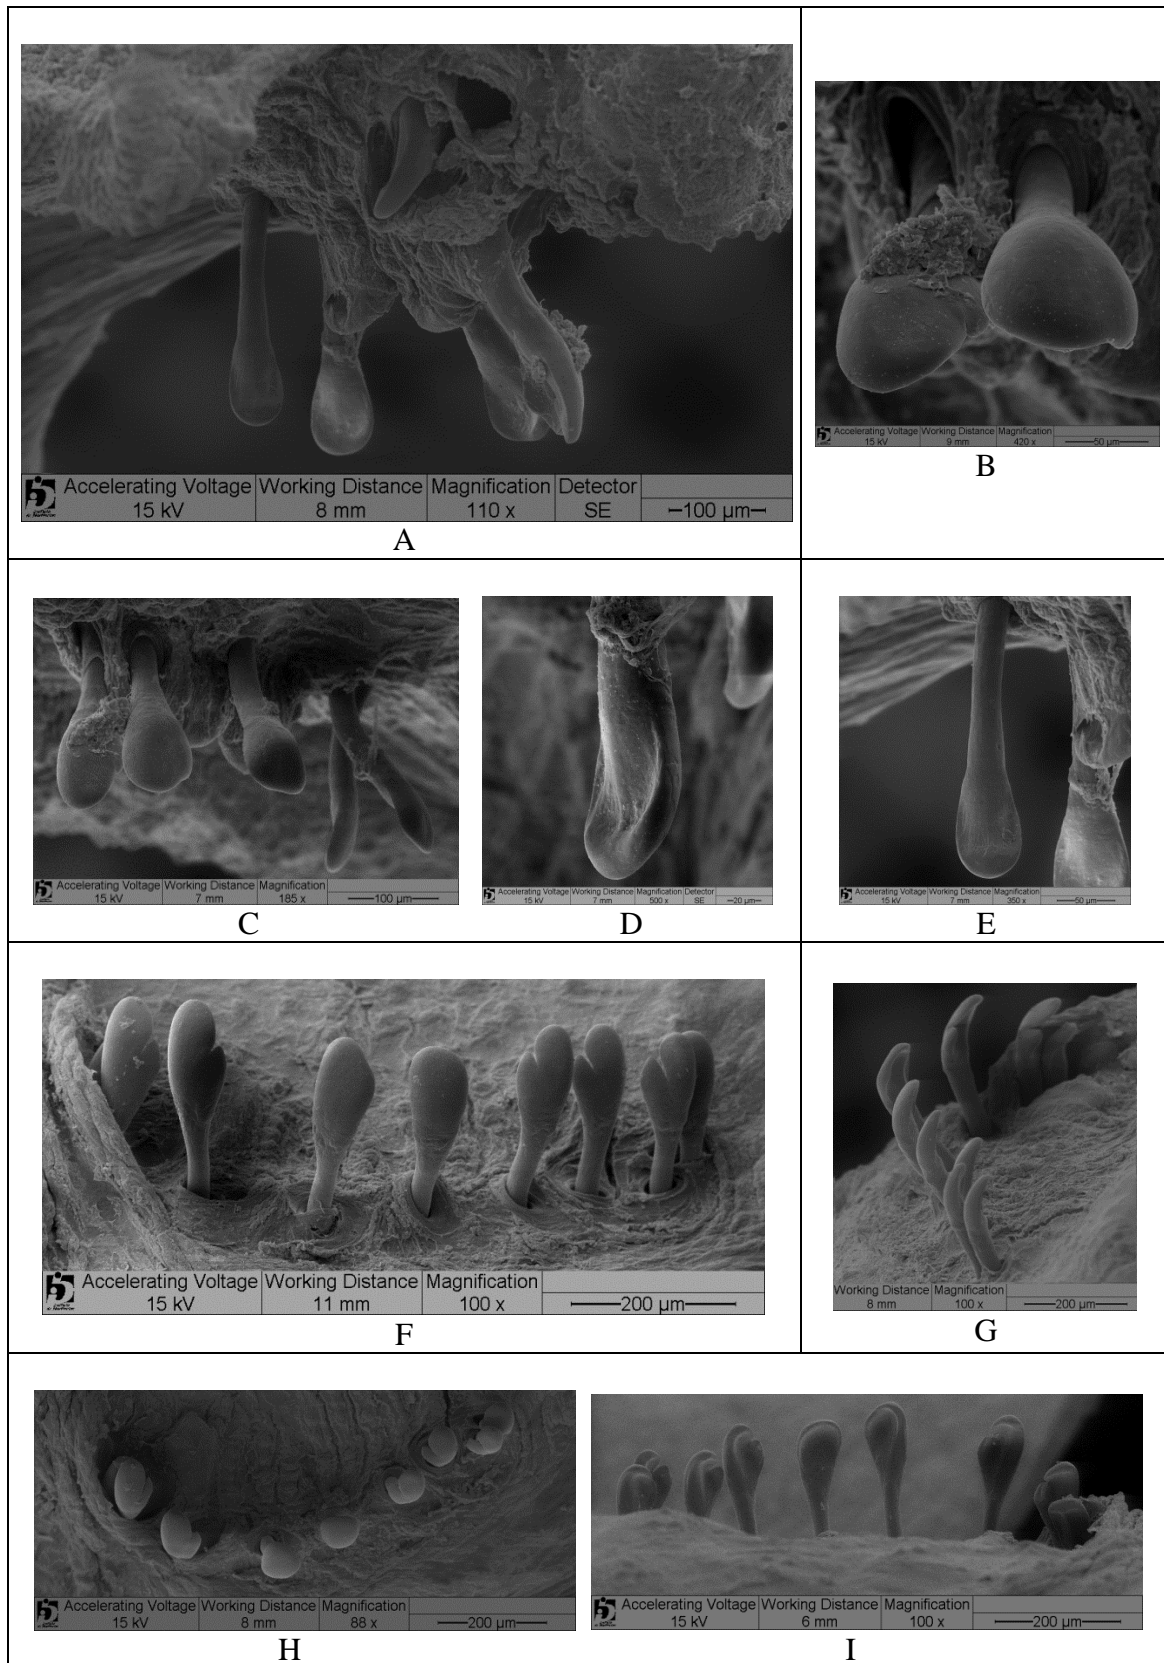 Accelerating Voltage Working Distance Magnification Detector
15 kV 8 mm 110 x SE 100 µm
A
Accelerating Voltage Working Distance Magnification
15 kV 9 mm 420 x 50 µm
B
Accelerating Voltage Working Distance Magnification
15 kV 7 mm 185 x 100 µm
C
Accelerating Voltage Working Distance Magnification Detector
15 kV 7 mm 500 x SE 20 µm
D
Accelerating Voltage Working Distance Magnification
15 kV 7 mm 350 x 50 µm
E
Accelerating Voltage Working Distance Magnification
15 kV 11 mm 100 x 200 µm
F
Working Distance Magnification
8 mm 100 x 200 µm
G
Accelerating Voltage Working Distance Magnification
15 kV 8 mm 88 x 200 µm
H
Accelerating Voltage Working Distance Magnification
15 kV 6 mm 100 x 200 µm
I